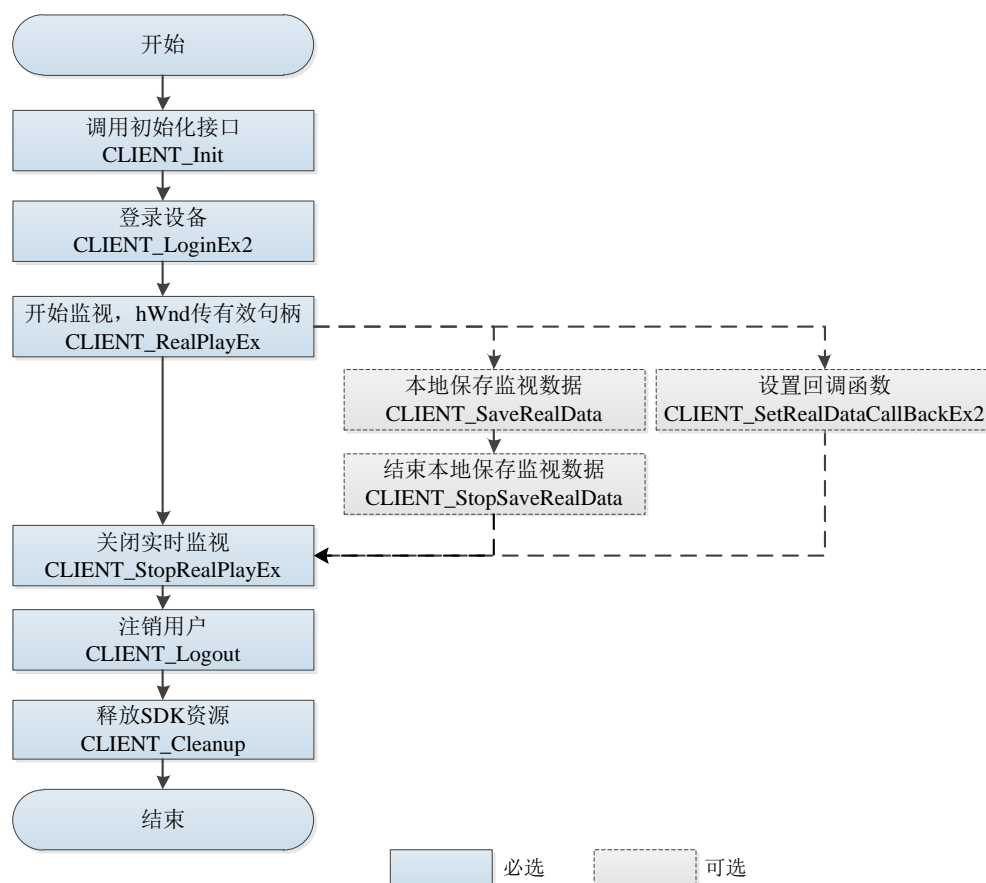 开始
调用初始化接口
CLIENT_Init
登录设备
CLIENT_LoginEx2
开始监视，hWnd传有效句柄
CLIENT_RealPlayEx
本地保存监视数据
CLIENT_SaveRealData
设置回调函数
CLIENT_SetRealDataCallBackEx2
结束本地保存监视数据
CLIENT_StopSaveRealData
关闭实时监视
CLIENT_StopRealPlayEx
注销用户
CLIENT_Logout
释放SDK资源
CLIENT_Cleanup
结束
必选
可选